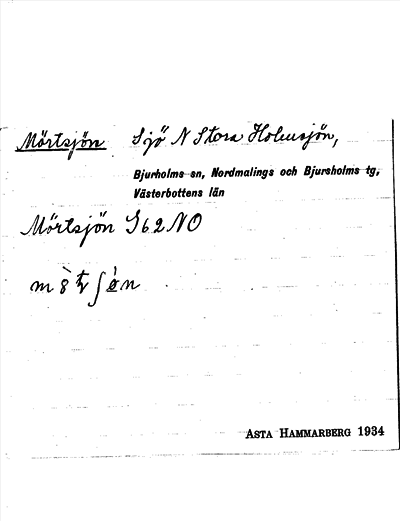 Mörtsjön Sjö N Stora Holmsjön,
Bjurholms sn, Nordmalings och Bjurholms tg,
Västerbottens län
Mörtsjön S62NO
ASTA HAMMARBERG 1934